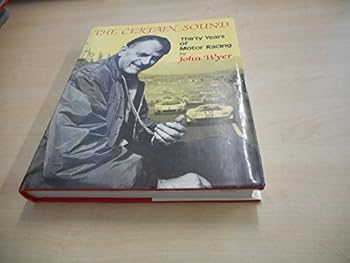 THE CERTAIN SOUND
Thirty Years
of
Motor Racing
by
John Wyer